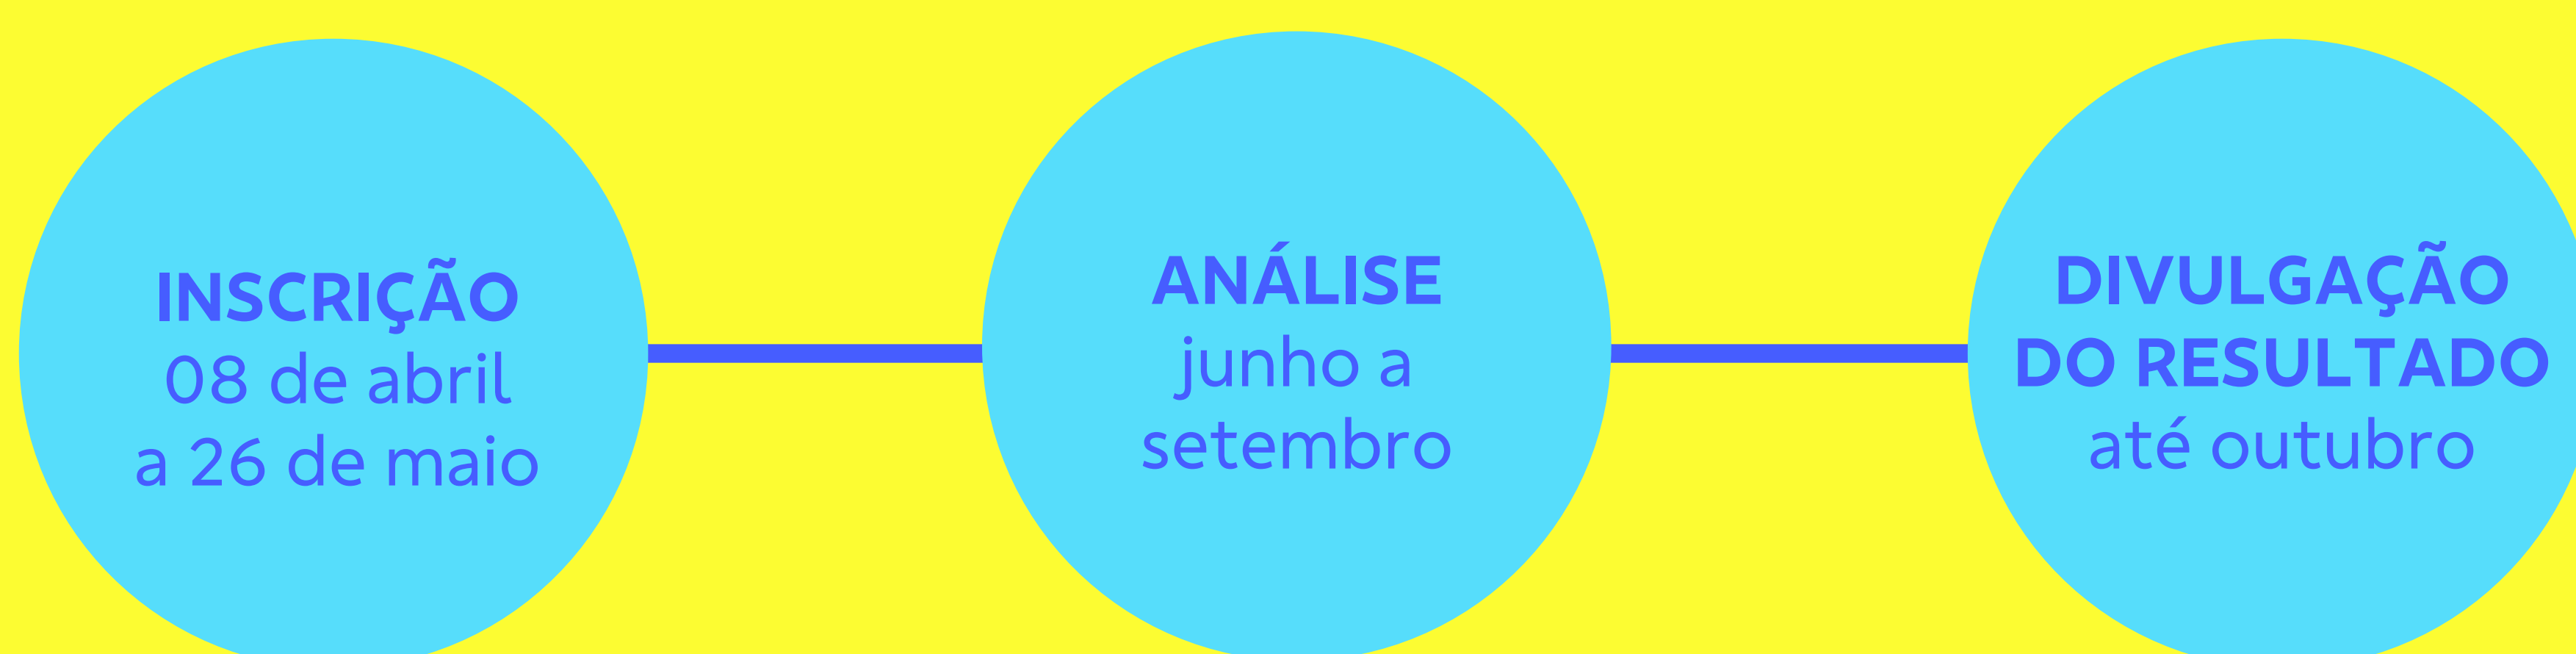 INSCRIÇÃO
08 de abril
a 26 de maio
ANÁLISE
junho a
setembro
DIVULGAÇÃO
DO RESULTADO
até outubro